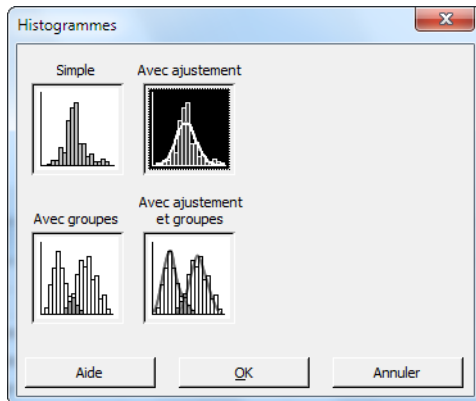 Histogrammes
Simple
Avec ajustement
Avec groupes
Avec ajustement
et groupes
Aide
OK
Annuler